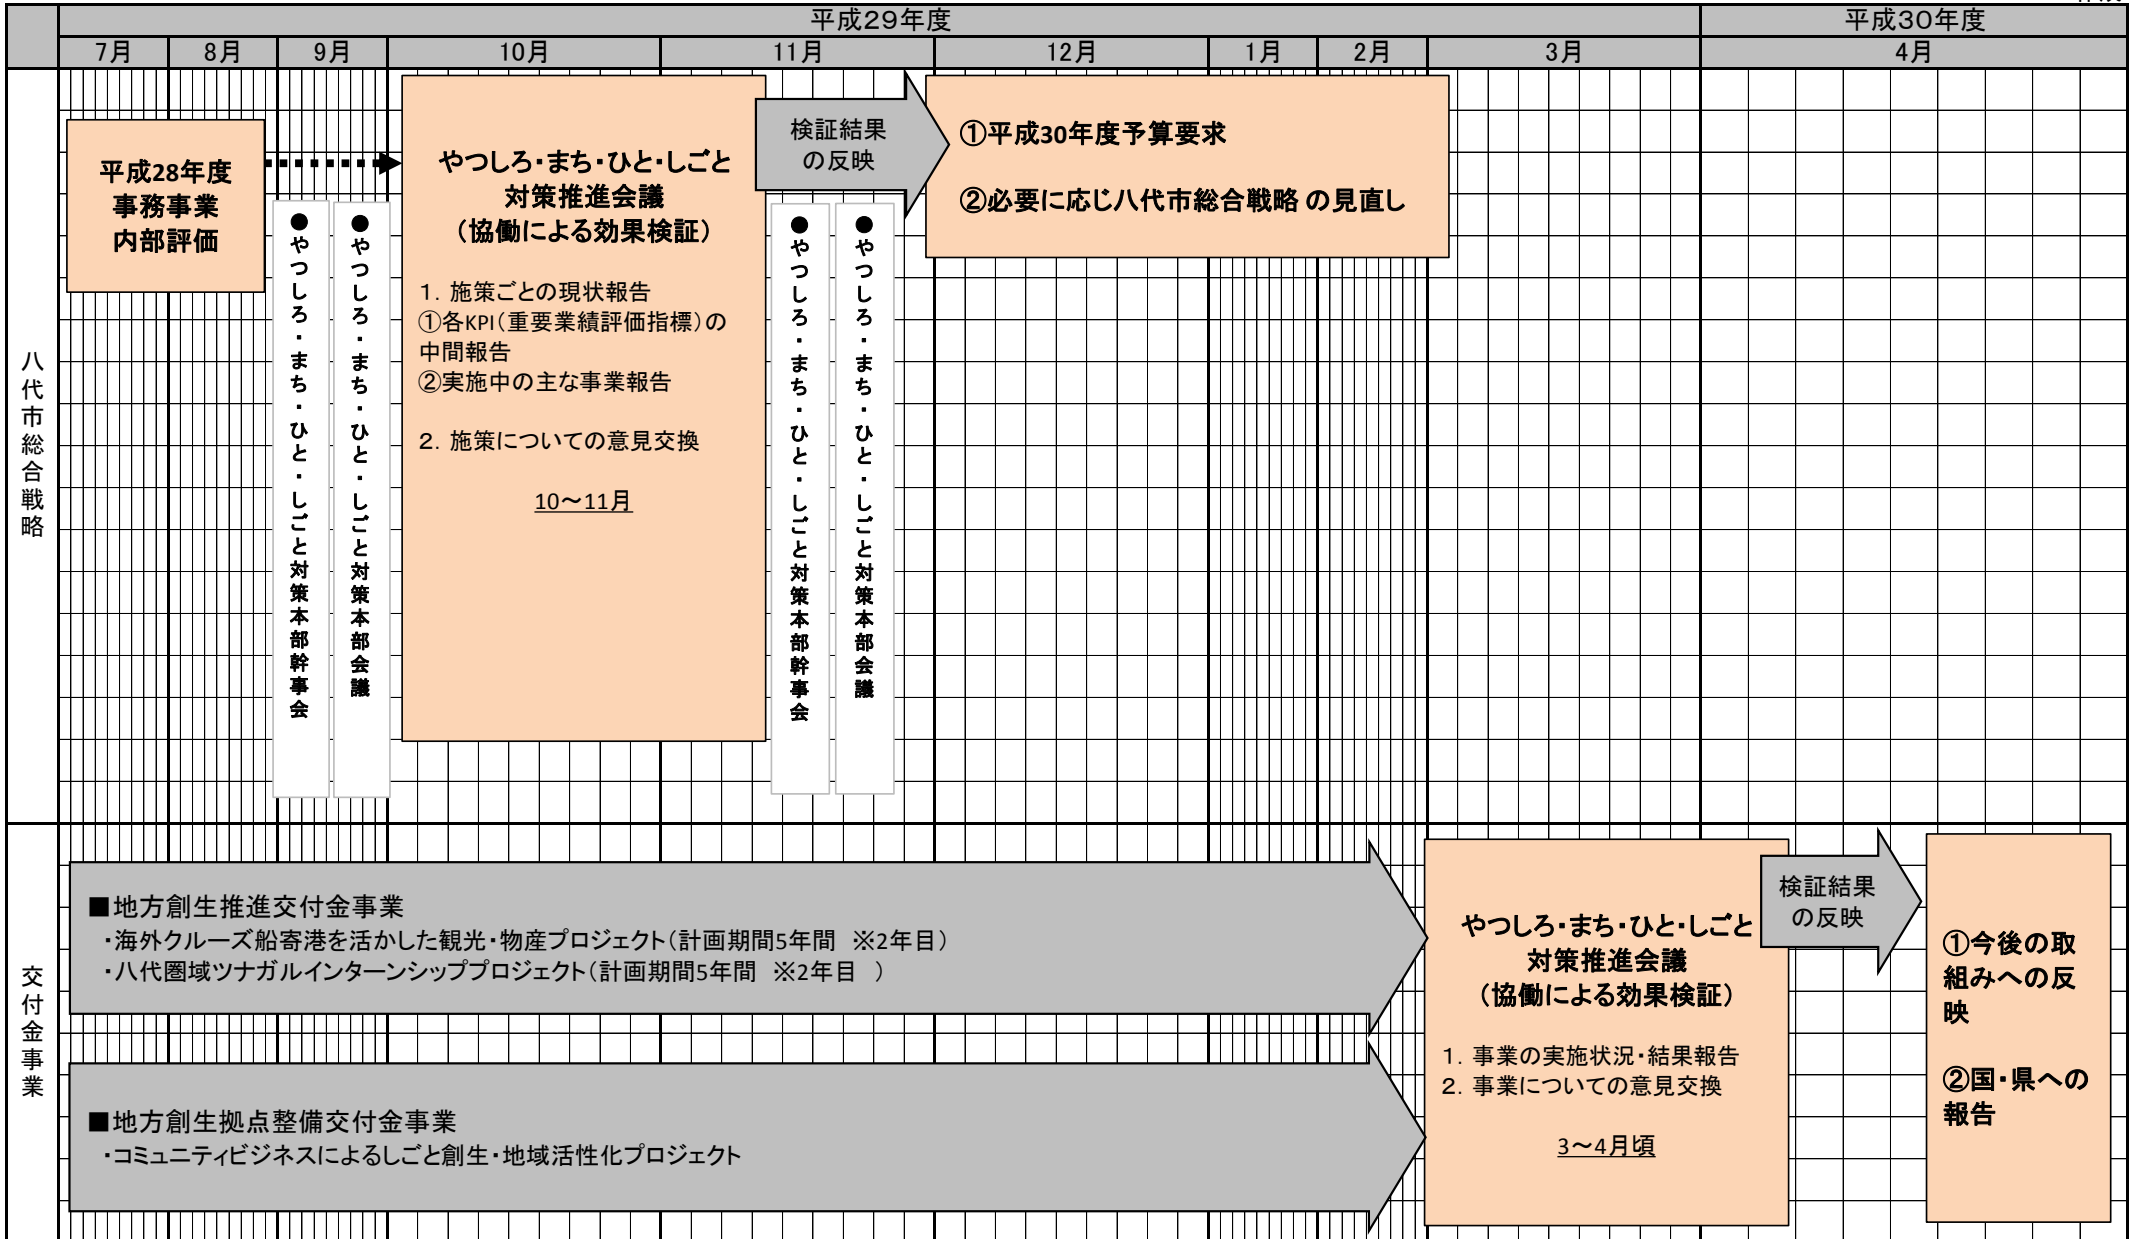 平成29年度
平成30年度
7月
8月
9月
10月
11月
12月
1月
2月
3月
4月
八代市総合戦略
平成28年度
事務事業
内部評価
●やつしろ・まち・ひと・しごと対策本部幹事会
●やつしろ・まち・ひと・しごと対策本部会議
やつしろ・まち・ひと・しごと
対策推進会議
（協働による効果検証）
1．施策ごとの現状報告
①各KPI（重要業績評価指標）の
中間報告
②実施中の主な事業報告
2．施策についての意見交換
10～11月
検証結果
の反映
●やつしろ・まち・ひと・しごと対策本部幹事会
●やつしろ・まち・ひと・しごと対策本部会議
①平成30年度予算要求
②必要に応じ八代市総合戦略 の見直し
交付金事業
■地方創生推進交付金事業
・海外クルーズ船寄港を活かした観光・物産プロジェクト（計画期間5年間　※2年目）
・八代圏域ツナガルインターンシッププロジェクト（計画期間5年間　※2年目　）
■地方創生拠点整備交付金事業
・コミュニティビジネスによるしごと創生・地域活性化プロジェクト
やつしろ・まち・ひと・しごと
対策推進会議
（協働による効果検証）
1．事業の実施状況・結果報告
2．事業についての意見交換
3～4月頃
検証結果
の反映
①今後の取
組みへの反
映
②国・県への
報告